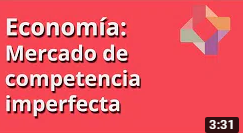 Economía:
Mercado de
competencia
imperfecta
3:31